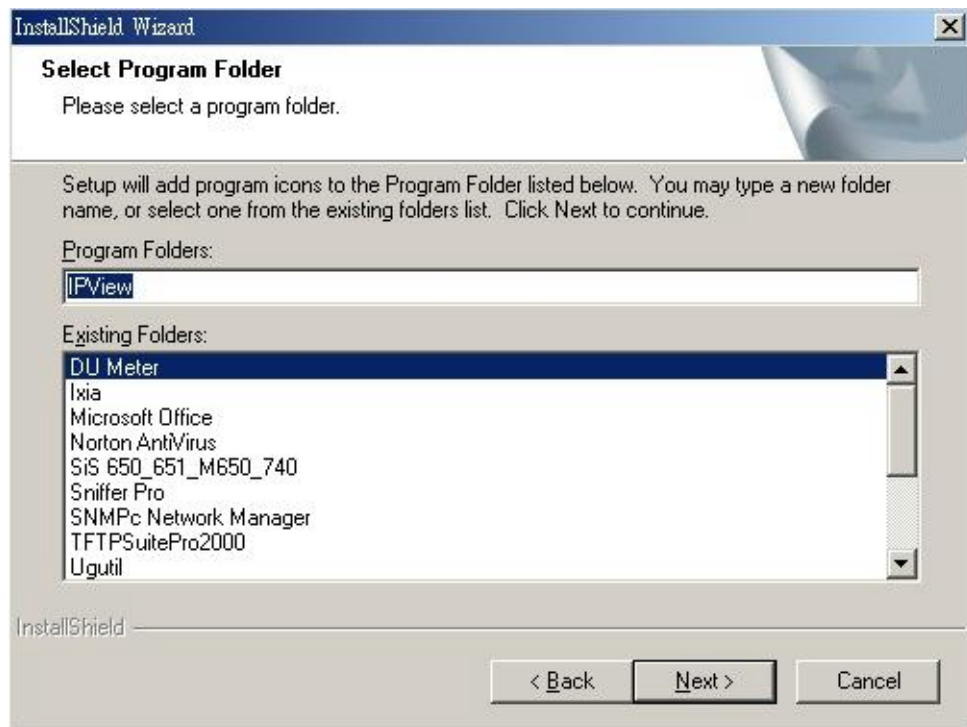 InstallShield Wizard
Select Program Folder
Please select a program folder.
Setup will add program icons to the Program Folder listed below.  You may type a new folder
name, or select one from the existing folders list.  Click Next to continue.
Program Folders:
IPView
Existing Folders:
DU Meter
Ixia
Microsoft Office
Norton AntiVirus
SiS 650_651_M650_740
Sniffer Pro
SNMPc Network Manager
TFTPSuitePro2000
Ugutil
InstallShield
< Back
Next >
Cancel